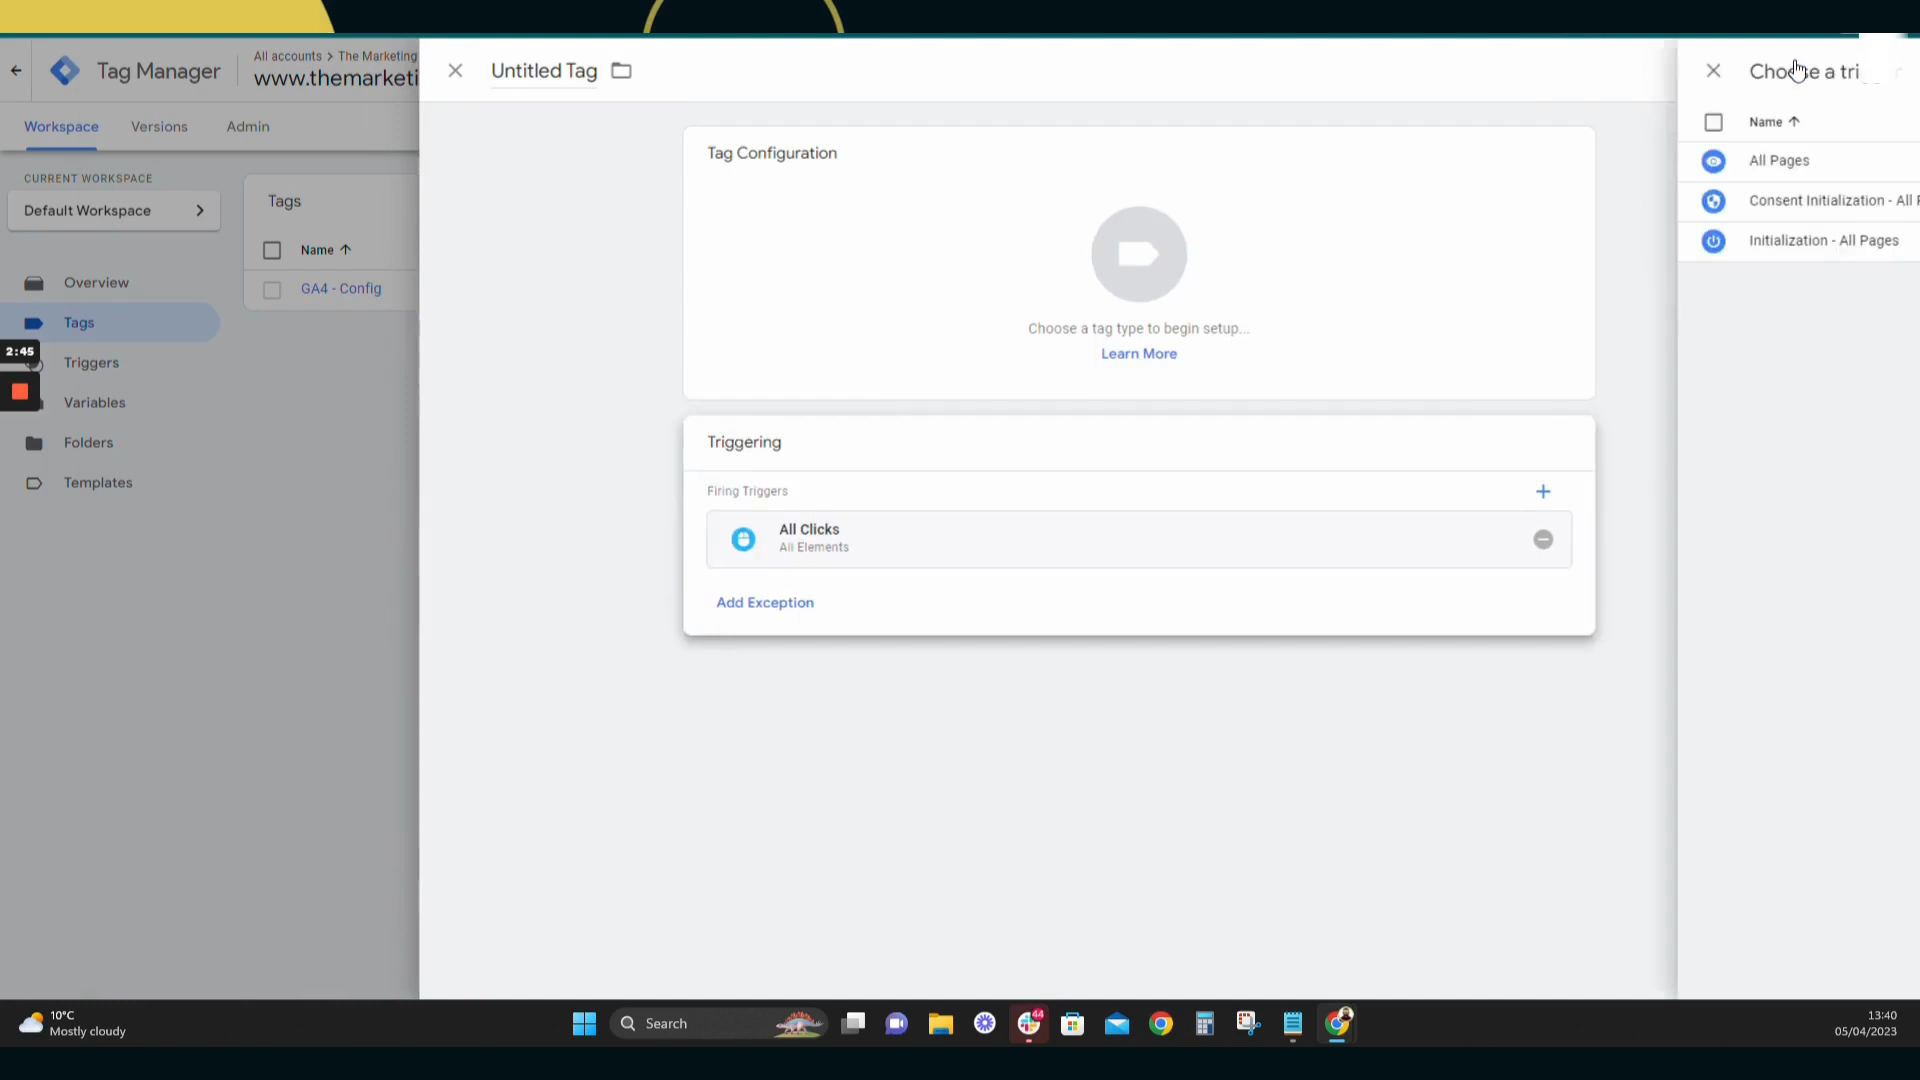 Tag Manager
All accounts > The Marketing
www.themarketi
Untitled Tag
Choose a tri
Workspace
Versions
Admin
CURRENT WORKSPACE
Default Workspace
Overview
Tags
Triggers
Variables
Folders
Templates
2:45
Tags
Name
GA4 - Config
Tag Configuration
Choose a tag type to begin setup...
Learn More
Triggering
Firing Triggers
All Clicks
All Elements
Add Exception
Name
All Pages
Consent Initialization - All P
Initialization - All Pages
10°C
Mostly cloudy
Search
44
13:40
05/04/2023